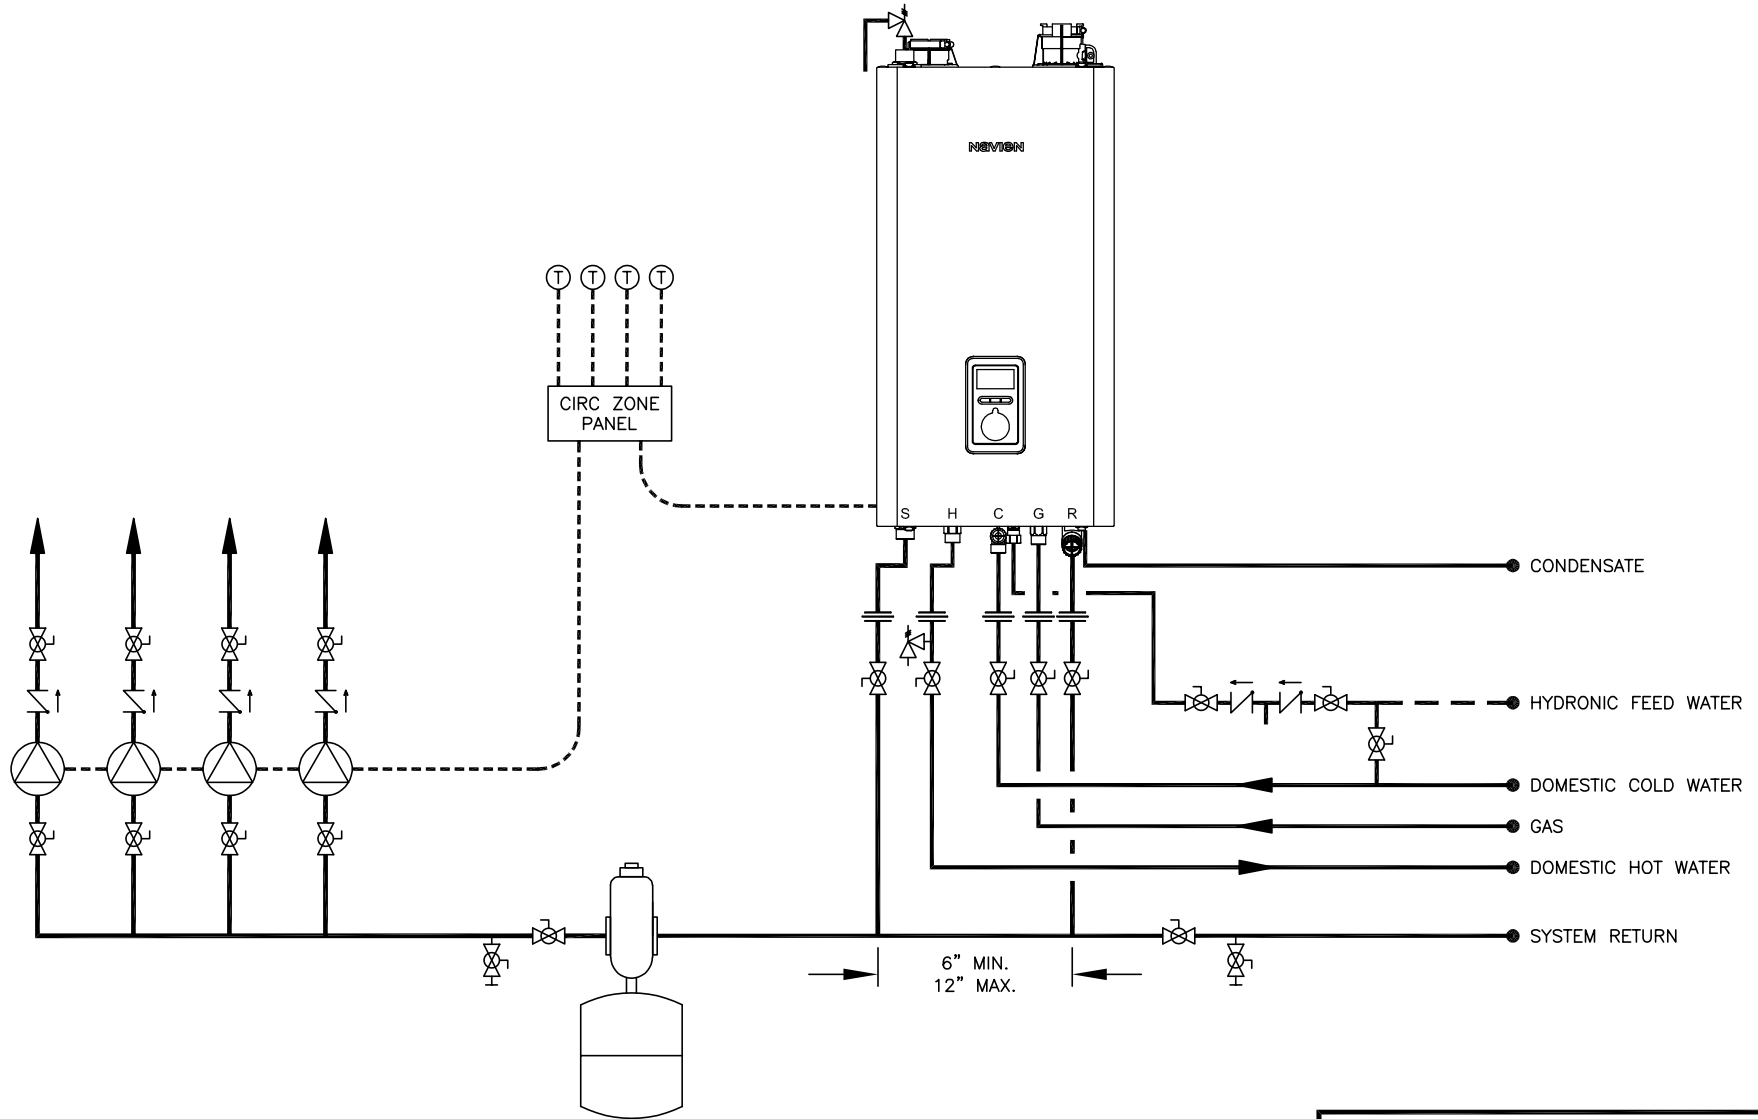 NAVIEN
T T T T
CIRC ZONE
PANEL
S H C G R
CONDENSATE
HYDRONIC FEED WATER
DOMESTIC COLD WATER
GAS
DOMESTIC HOT WATER
SYSTEM RETURN
6” MIN.
12” MAX.